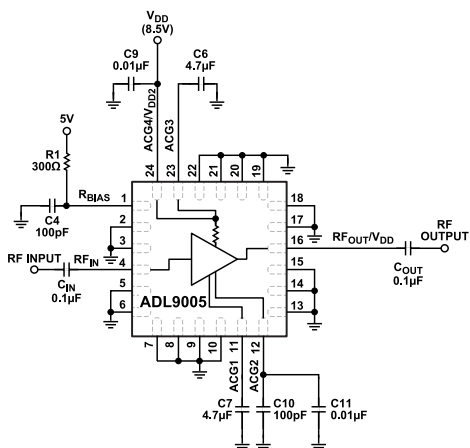 VDD
(8.5V)
C9
0.01µF
C6
4.7µF
ACG4/VDD2
ACG3
5V
R1
300Ω
RBIAS
C4
100pF
24
23
22
21
20
19
1
2
3
4
5
6
18
17
16
15
14
13
RF INPUT
RFIN
CIN
0.1µF
RFOUT/VDD
RF
OUTPUT
COUT
0.1µF
ADL9005
7
8
9
10
11
12
ACG1
ACG2
C7
4.7µF
C10
100pF
C11
0.01µF